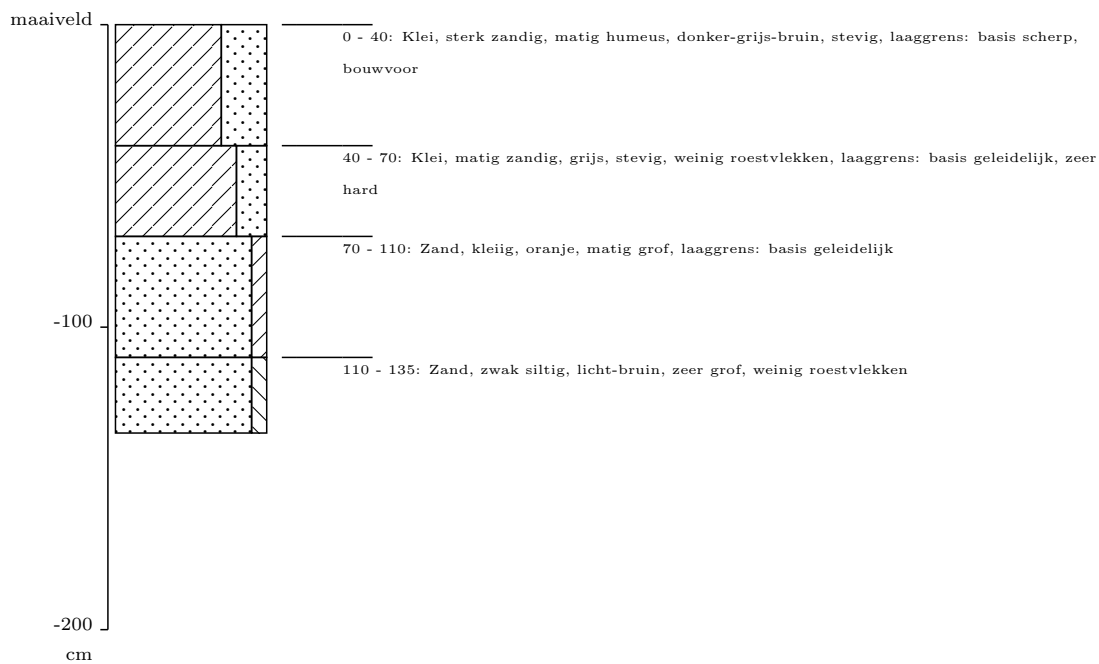 maaiveld
0 - 40: Klei, sterk zandig, matig humeus, donker-grijs-bruin, stevig, laaggrens: basis scherp,
bouwvoor
40 - 70: Klei, matig zandig, grijs, stevig, weinig roestvlekken, laaggrens: basis geleidelijk, zeer
hard
70 - 110: Zand, kleiig, oranje, matig grof, laaggrens: basis geleidelijk
-100
110 - 135: Zand, zwak siltig, licht-bruin, zeer grof, weinig roestvlekken
-200
cm